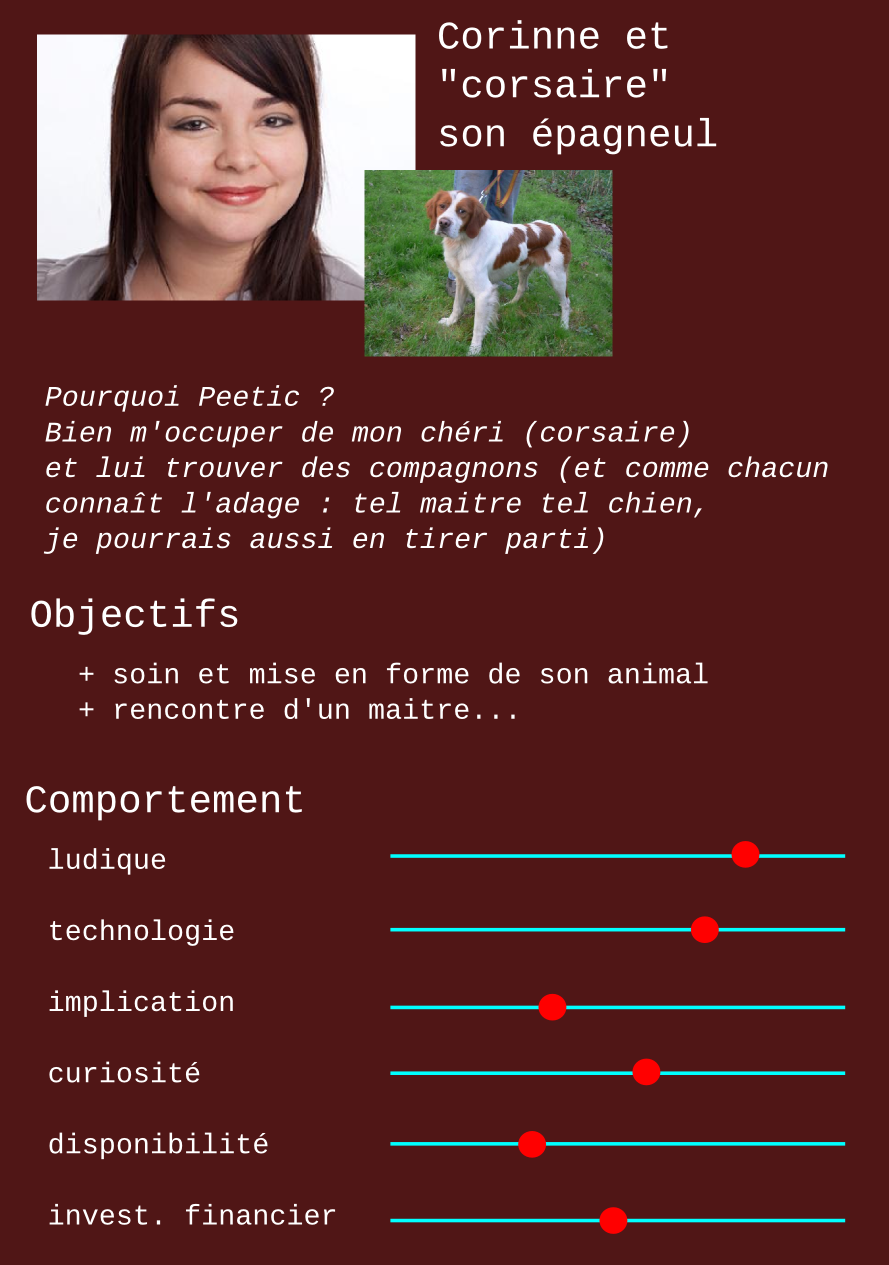 Corinne et
"corsaire"
son épagneul
Pourquoi Peetic ?
Bien m'occuper de mon chéri (corsaire)
et lui trouver des compagnons (et comme chacun
connaît l'adage : tel maitre tel chien,
je pourrais aussi en tirer parti)
Objectifs
+ soin et mise en forme de son animal
+ rencontre d'un maitre...
Comportement
ludique
technologie
implication
curiosité
disponibilité
invest. financier